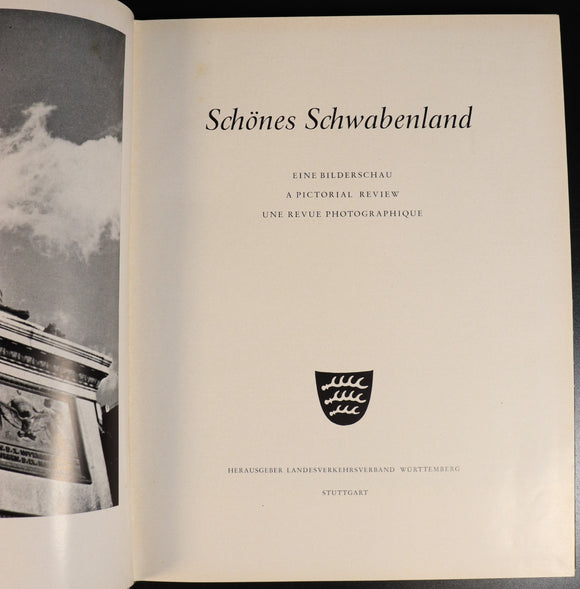 Schönes Schwabenland
EINE BILDERSCHAU
A PICTORIAL REVIEW
UNE REVUE PHOTOGRAPHIQUE
HERAUSGEBER LANDESVERKEHRSVERBAND WÜRTTEMBERG
STUTTGART